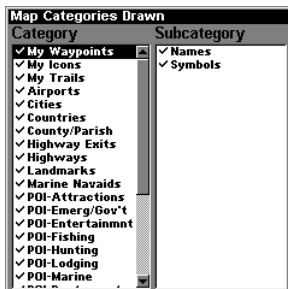 Map Categories Drawn
Category
Subcategory
✓ My Waypoints
✓ My Icons
✓ My Trails
✓ Airports
✓ Cities
✓ Countries
✓ County/Parish
✓ Highway Exits
✓ Highways
✓ Landmarks
✓ Marine Navaids
✓ POI-Attractions
✓ POI-Emerg/Gov't
✓ POI-Entertainmnt
✓ POI-Fishing
✓ POI-Hunting
✓ POI-Lodging
✓ POI-Marine
✓ Names
✓ Symbols